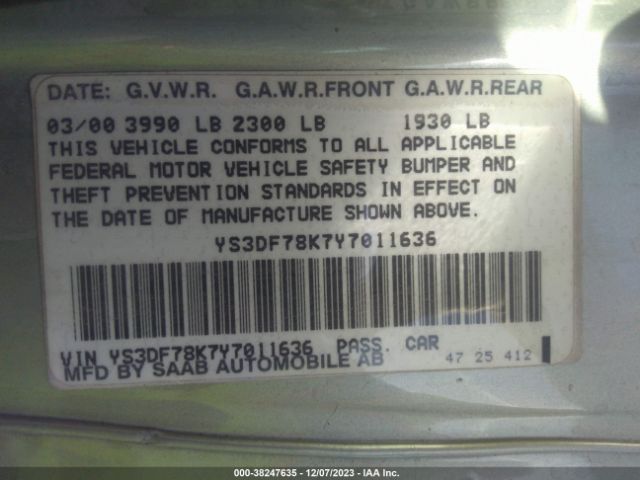 DATE: G.V.W.R. G.A.W.R.FRONT G.A.W.R.REAR
03/00 3990 LB 2300 LB 1930 LB
THIS VEHICLE CONFORMS TO ALL APPLICABLE
FEDERAL MOTOR VEHICLE SAFETY BUMPER AND
THEFT PREVENTION STANDARDS IN EFFECT ON
THE DATE OF MANUFACTURE SHOWN ABOVE.
YS3DF78K7Y7011636
VIN YS3DF78K7Y7011636 PASS. CAR
MFD BY SAAB AUTOMOBILE AB 47 25 412
000-38247635 - 12/07/2023 - IAA Inc.